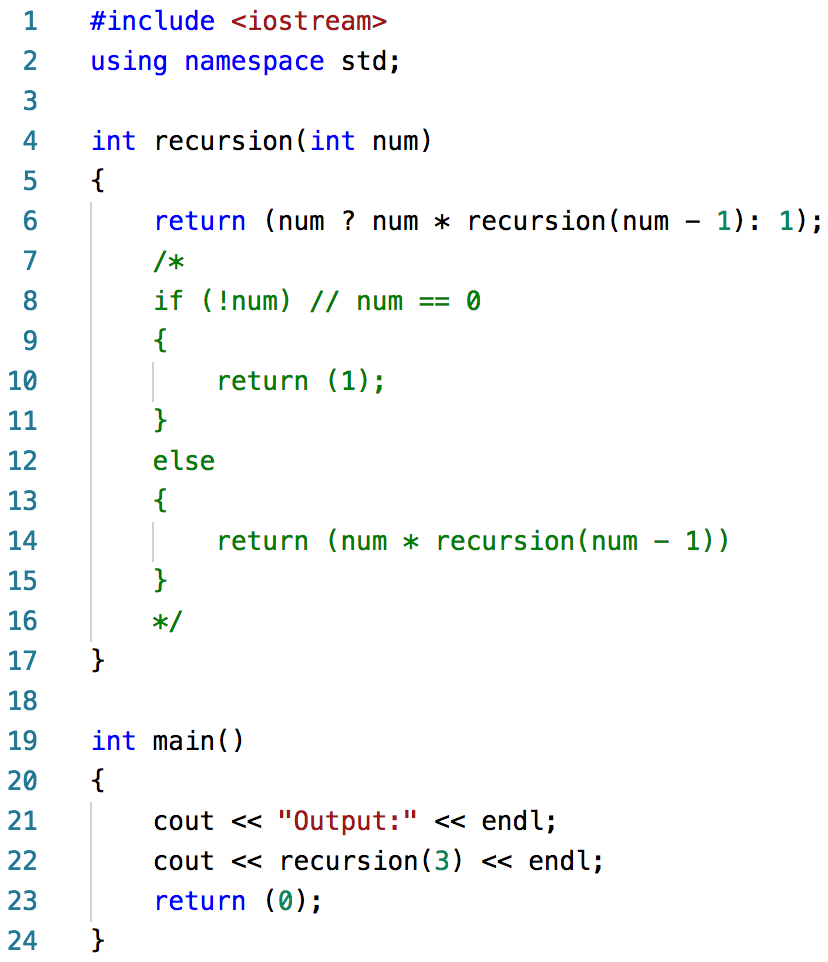 1 #include <iostream>
2 using namespace std;
3
4 int recursion(int num)
5 {
6     return (num ? num * recursion(num - 1): 1);
7     /*
8     if (!num) // num == 0
9     {
10         return (1);
11     }
12     else
13     {
14         return (num * recursion(num - 1))
15     }
16     */
17 }
18
19 int main()
20 {
21     cout << "Output:" << endl;
22     cout << recursion(3) << endl;
23     return (0);
24 }